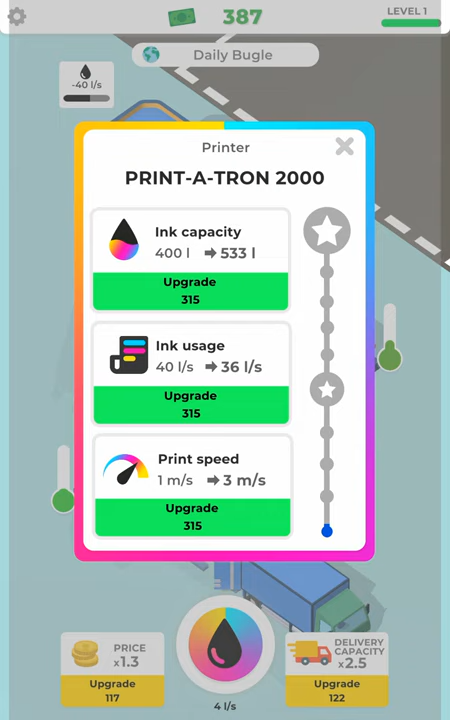 387
LEVEL 1
Daily Bugle
-40 l/s
Printer
PRINT-A-TRON 2000
Ink capacity
400 l ➡ 533 l
Upgrade
315
Ink usage
40 l/s ➡ 36 l/s
Upgrade
315
Print speed
1 m/s ➡ 3 m/s
Upgrade
315
PRICE
x1.3
Upgrade
117
4 l/s
DELIVERY
CAPACITY
x2.5
Upgrade
122